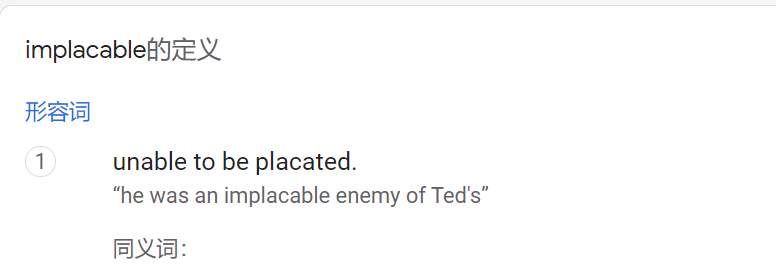 implacable的定义
形容词
1
unable to be placated.
“he was an implacable enemy of Ted's”
同义词：